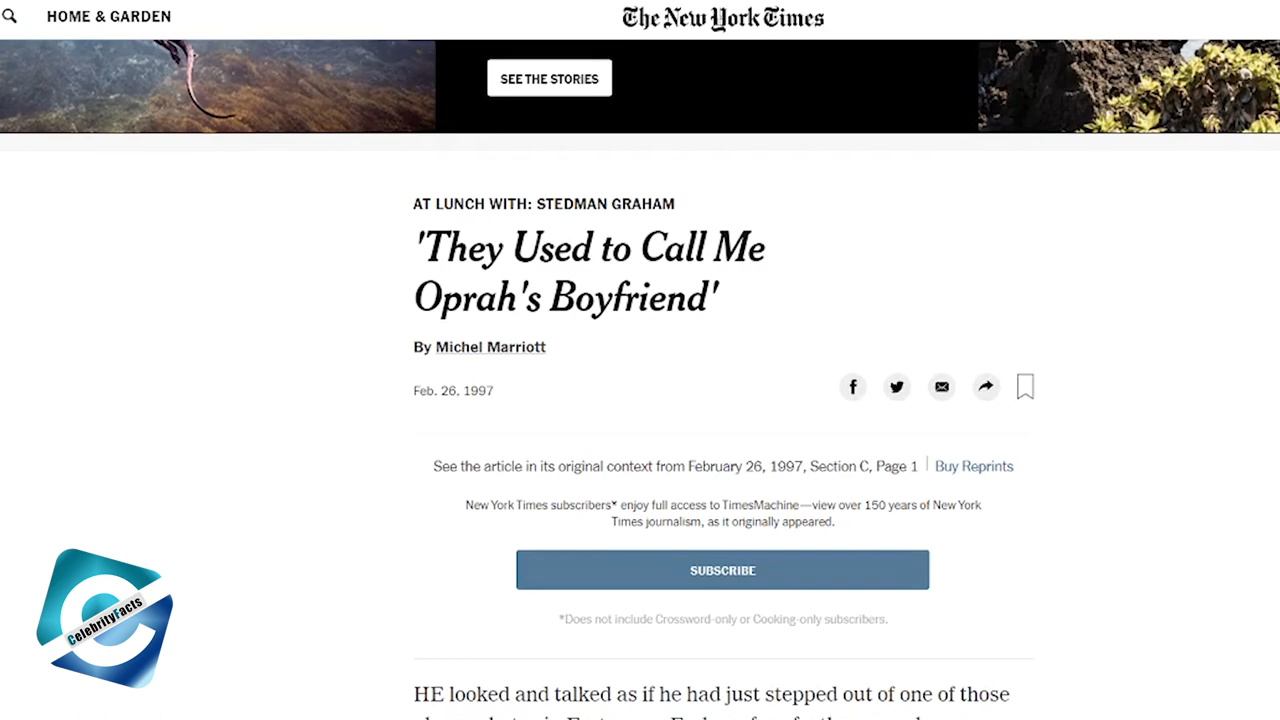 HOME & GARDEN
The New York Times
SEE THE STORIES
AT LUNCH WITH: STEDMAN GRAHAM
'They Used to Call Me
Oprah's Boyfriend'
By Michel Marriott
Feb. 26, 1997
See the article in its original context from February 26, 1997, Section C, Page 1
Buy Reprints
New York Times subscribers* enjoy full access to TimesMachine—view over 150 years of New York
Times journalism, as it originally appeared.
SUBSCRIBE
*Does not include Crossword-only or Cooking-only subscribers.
CelebrityFacts
HE looked and talked as if he had just stepped out of one of those